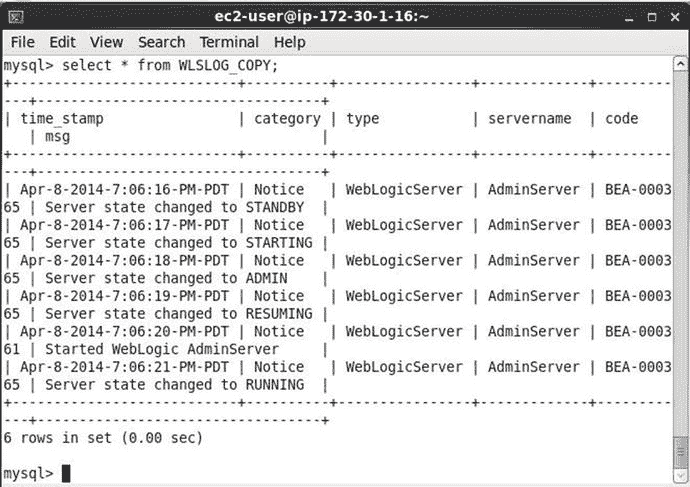 ec2-user@ip-172-30-1-16:~
File Edit View Search Terminal Help
mysql> select * from WLSLOG_COPY;
+-------------------------+----------+----------------+-------------+---------
---+----------------------------------+
| time_stamp              | category | type           | servername  | code
   | msg                              |
+-------------------------+----------+----------------+-------------+---------
---+----------------------------------+
| Apr-8-2014-7:06:16-PM-PDT | Notice   | WebLogicServer | AdminServer | BEA-0003
65 | Server state changed to STANDBY  |
| Apr-8-2014-7:06:17-PM-PDT | Notice   | WebLogicServer | AdminServer | BEA-0003
65 | Server state changed to STARTING |
| Apr-8-2014-7:06:18-PM-PDT | Notice   | WebLogicServer | AdminServer | BEA-0003
65 | Server state changed to ADMIN    |
| Apr-8-2014-7:06:19-PM-PDT | Notice   | WebLogicServer | AdminServer | BEA-0003
65 | Server state changed to RESUMING |
| Apr-8-2014-7:06:20-PM-PDT | Notice   | WebLogicServer | AdminServer | BEA-0003
61 | Started WebLogic AdminServer     |
| Apr-8-2014-7:06:21-PM-PDT | Notice   | WebLogicServer | AdminServer | BEA-0003
65 | Server state changed to RUNNING  |
+-------------------------+----------+----------------+-------------+---------
---+----------------------------------+
6 rows in set (0.00 sec)
mysql>